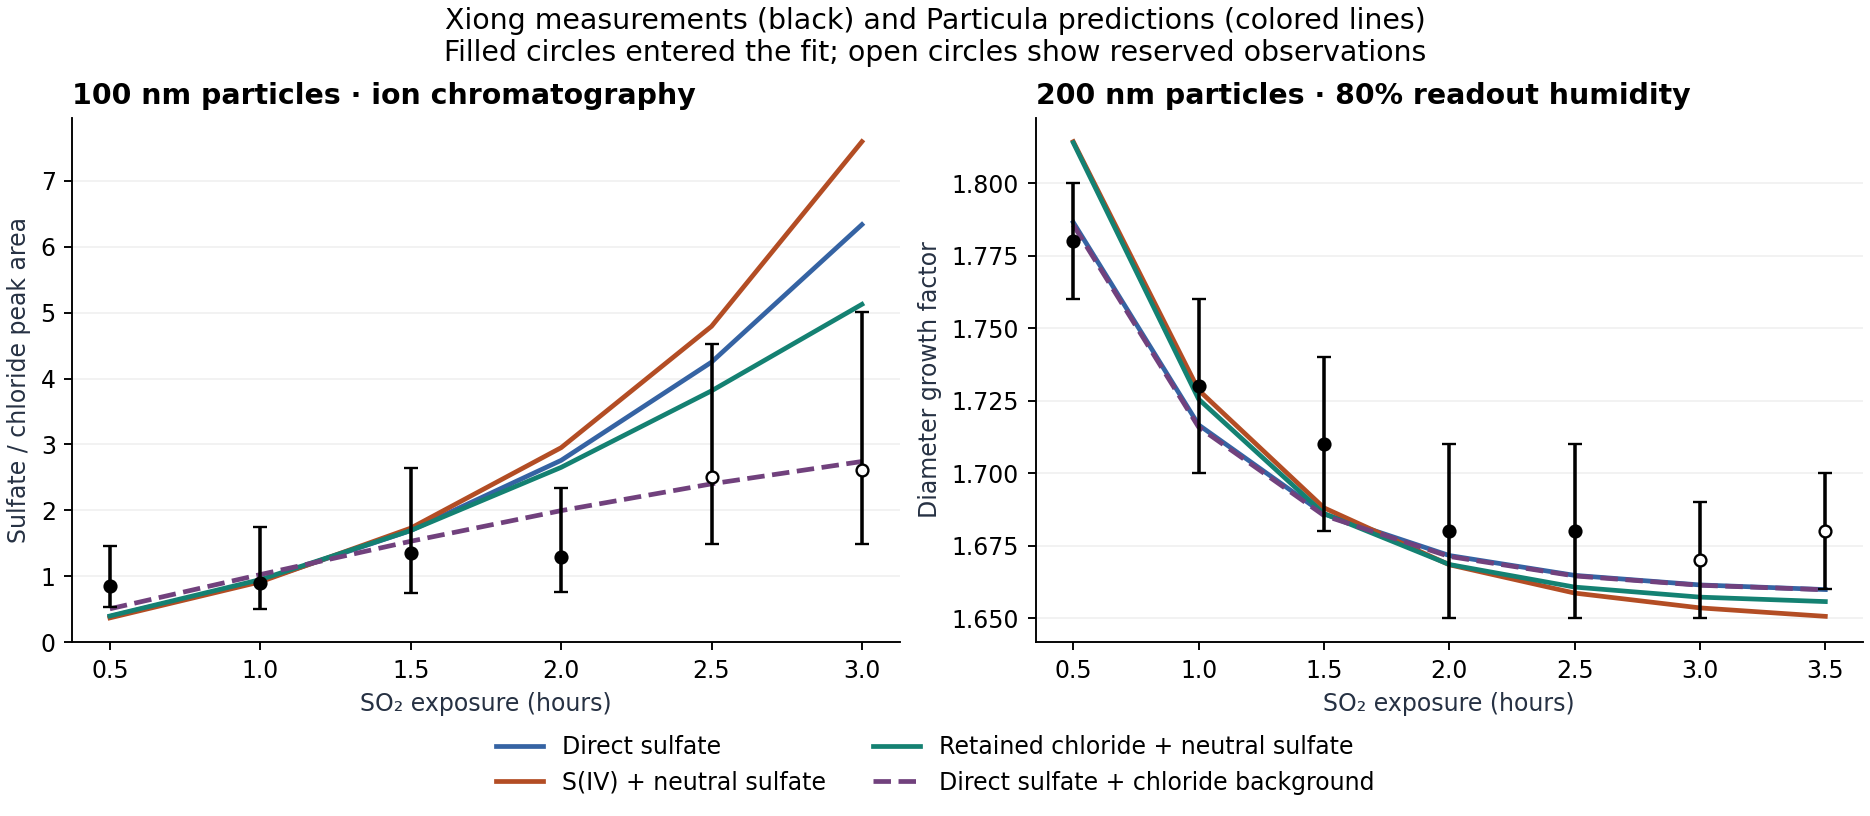 Xiong measurements (black) and Particula predictions (colored lines)
Filled circles entered the fit; open circles show reserved observations
100 nm particles · ion chromatography
Sulfate / chloride peak area
7
6
5
4
3
2
1
0
0.5 1.0 1.5 2.0 2.5 3.0
SO₂ exposure (hours)
200 nm particles · 80% readout humidity
Diameter growth factor
1.800
1.775
1.750
1.725
1.700
1.675
1.650
0.5 1.0 1.5 2.0 2.5 3.0 3.5
SO₂ exposure (hours)
Direct sulfate
S(IV) + neutral sulfate
Retained chloride + neutral sulfate
Direct sulfate + chloride background